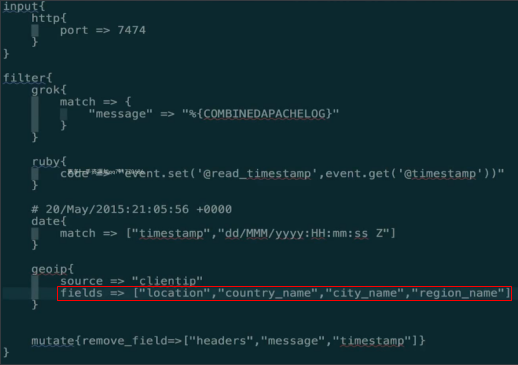 input{
http{
port => 7474
}
}
filter{
grok{
match => {
"message" => "%{COMBINEDAPACHELOG}"
}
}
ruby{
code => "event.set('@read_timestamp',event.get('@timestamp'))"
}
# 20/May/2015:21:05:56 +0000
date{
match => ["timestamp","dd/MMM/yyyy:HH:mm:ss Z"]
}
geoip{
source => "clientip"
fields => ["location","country_name","city_name","region_name"]
}
mutate{remove_field=>["headers","message","timestamp"]}
}